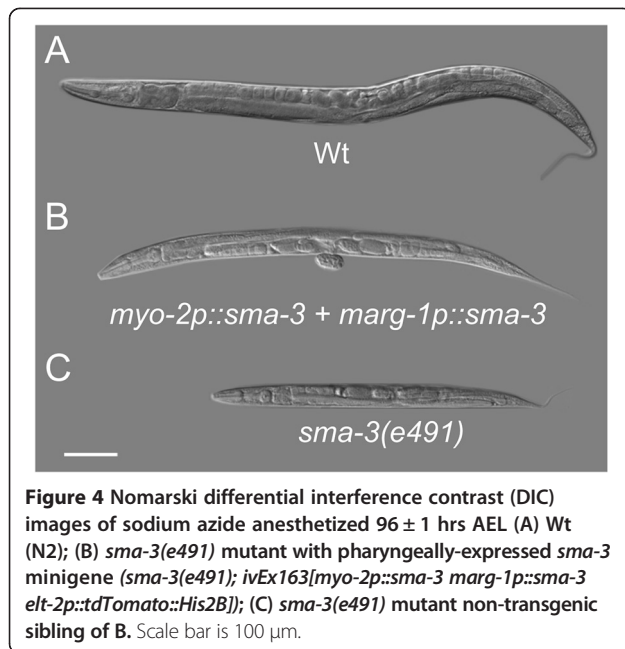 A
Wt
B
myo-2p::sma-3 + marg-1p::sma-3
C
sma-3(e491)
Figure 4 Nomarski differential interference contrast (DIC)
images of sodium azide anesthetized 96 ± 1 hrs AEL (A) Wt
(N2); (B) sma-3(e491) mutant with pharyngeally-expressed sma-3
minigene (sma-3(e491); ivEx163[myo-2p::sma-3 marg-1p::sma-3
elt-2p::tdTomato::His2B]); (C) sma-3(e491) mutant non-transgenic
sibling of B. Scale bar is 100 μm.